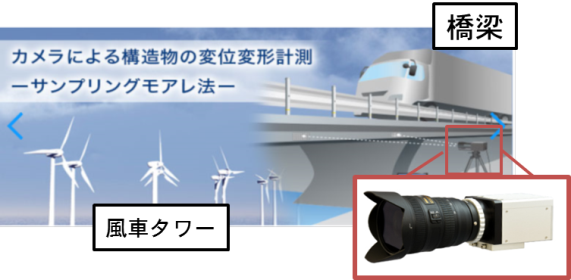 橋梁
カメラによる構造物の変位変形計測
ーサンプリングモアレ法ー
風車タワー